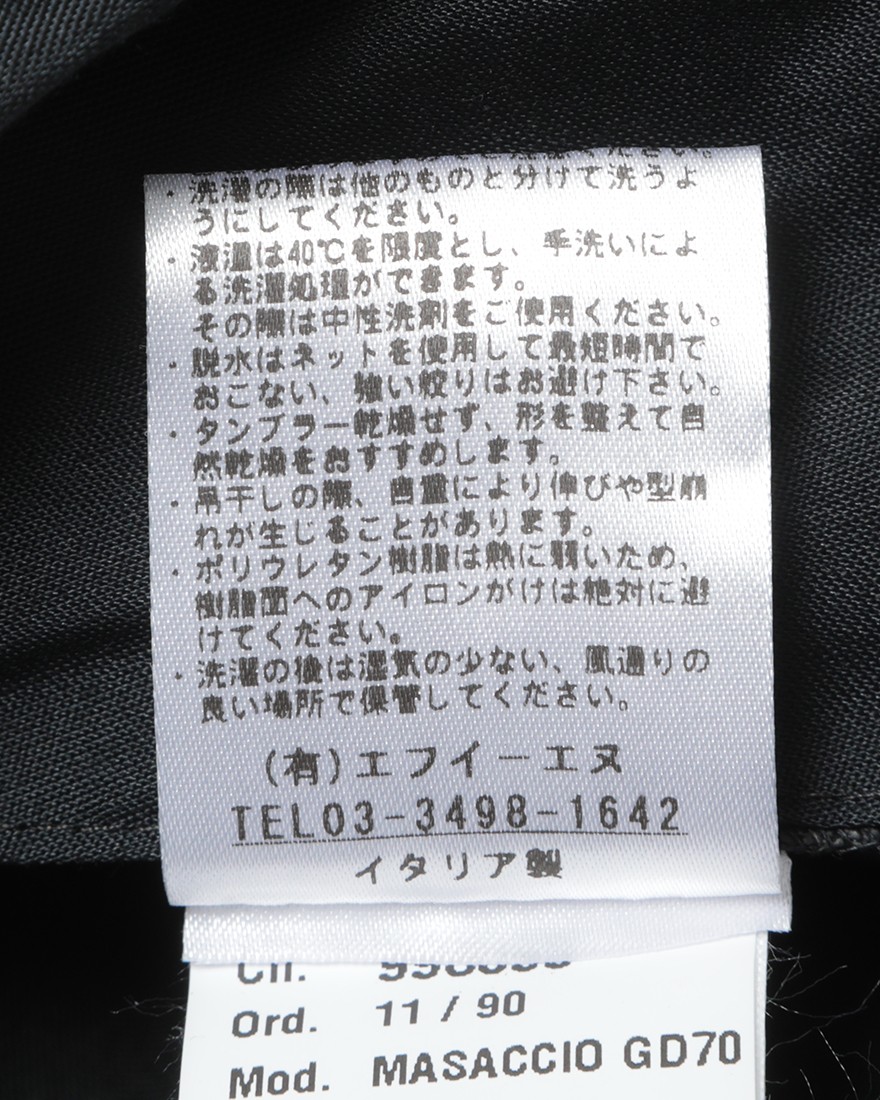 ・洗濯の際は他のものと分けて洗うよ
うにしてください。
・液温は40℃を限度とし、手洗いによ
る洗濯処理ができます。
その際は中性洗剤をご使用ください。
・脱水はネットを使用して最短時間で
おこない、強い絞りはお避け下さい。
・タンブラー乾燥せず、形を整えて自
然乾燥をおすすめします。
・吊干しの際、自重により伸びや型崩
れが生じることがあります。
・ポリウレタン樹脂は熱に弱いため、
樹脂面へのアイロンがけは絶対に避
けてください。
・洗濯の後は湿気の少ない、風通りの
良い場所で保管してください。
(有)エフイーエヌ
TEL03-3498-1642
イタリア製
Ord. 11 / 90
Mod. MASACCIO GD70